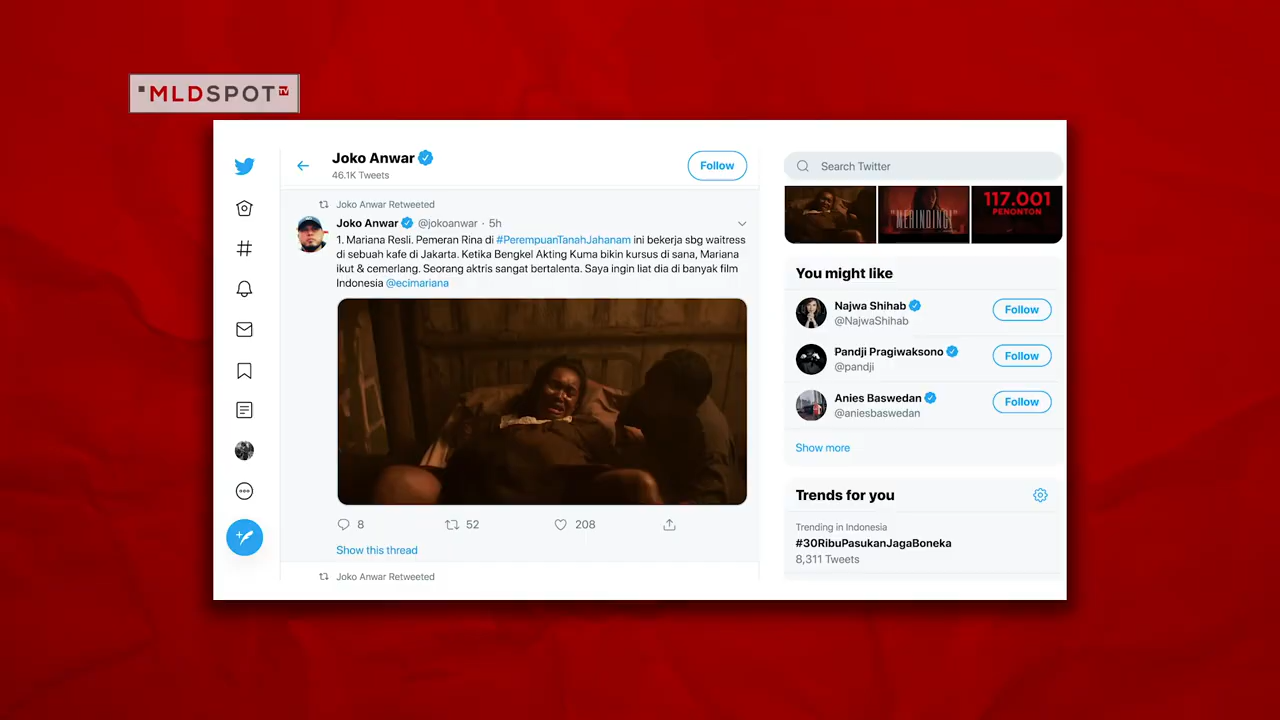 MLDSPOT TV
Joko Anwar
46.1K Tweets
Follow
Joko Anwar Retweeted
Joko Anwar @jokoanwar · 5h
1. Mariana Resli. Pemeran Rina di #PerempuanTanahJahanam ini bekerja sbg waitress
di sebuah kafe di Jakarta. Ketika Bengkel Akting Kuma bikin kursus di sana, Mariana
ikut & cemerlang. Seorang aktris sangat bertalenta. Saya ingin liat dia di banyak film
Indonesia @ecimariana
8 52 208
Show this thread
Joko Anwar Retweeted
Search Twitter
"MERINDING!"
117.001
PENONTON
You might like
Najwa Shihab
@NajwaShihab
Follow
Pandji Pragiwaksono
@pandji
Follow
Anies Baswedan
@aniesbaswedan
Follow
Show more
Trends for you
Trending in Indonesia
#30RibuPasukanJagaBoneka
8,311 Tweets